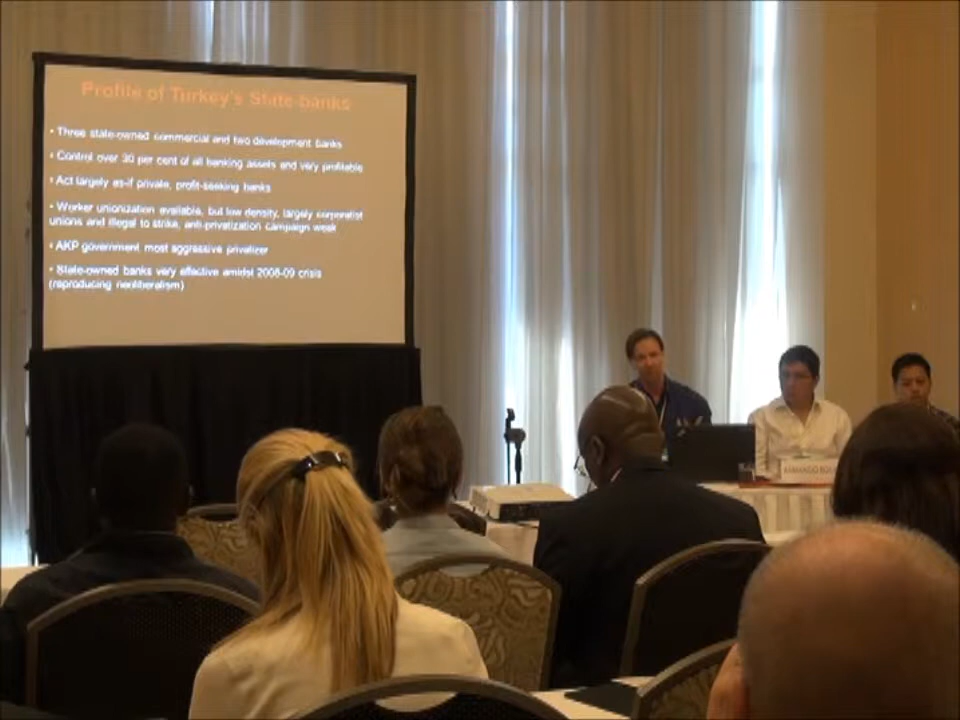 Profile of Turkey's State-banks
• Three state-owned commercial and two development banks
• Control over 30 per cent of all banking assets and very profitable
• Act largely as-if private, profit-seeking banks
• Worker unionization available, but low density, largely corporatist
unions and illegal to strike, anti-privatization campaign weak
• AKP government most aggressive privatizer
• State-owned banks very effective amidst 2008-09 crisis
(reproducing neoliberalism)
ARMANDO